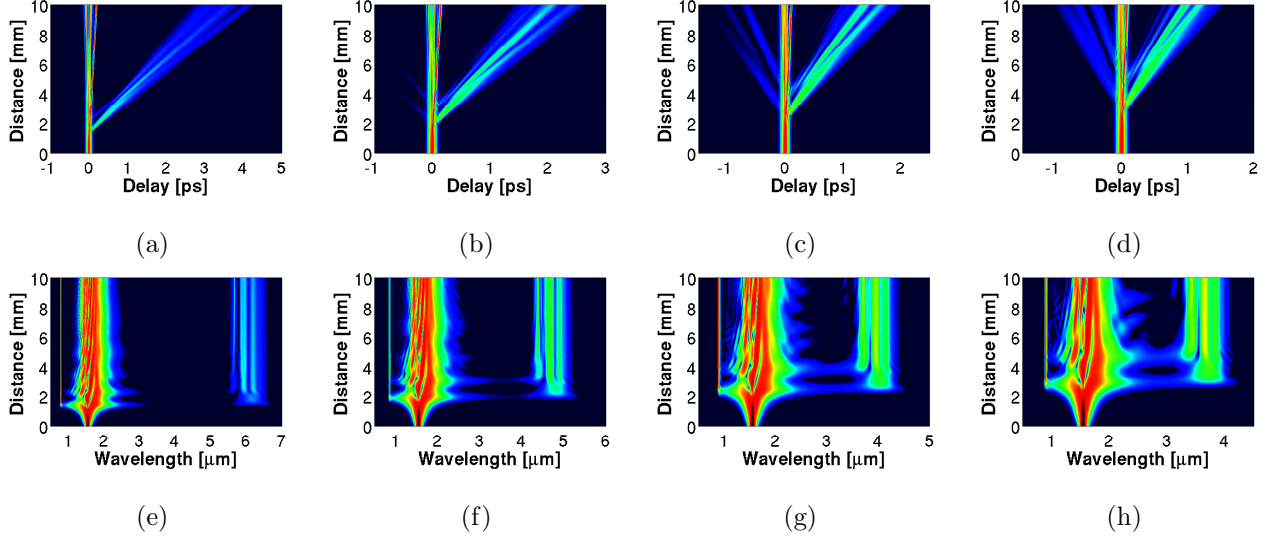 10
8
6
4
2
0
Distance [mm]
-1 0 1 2 3 4 5
Delay [ps]
(a)
10
8
6
4
2
0
Distance [mm]
-1 0 1 2 3
Delay [ps]
(b)
10
8
6
4
2
0
Distance [mm]
-1 0 1 2
Delay [ps]
(c)
10
8
6
4
2
0
Distance [mm]
-1 0 1 2
Delay [ps]
(d)
10
8
6
4
2
0
Distance [mm]
1 2 3 4 5 6 7
Wavelength [μm]
(e)
10
8
6
4
2
0
Distance [mm]
1 2 3 4 5 6
Wavelength [μm]
(f)
10
8
6
4
2
0
Distance [mm]
1 2 3 4 5
Wavelength [μm]
(g)
10
8
6
4
2
0
Distance [mm]
1 2 3 4
Wavelength [μm]
(h)